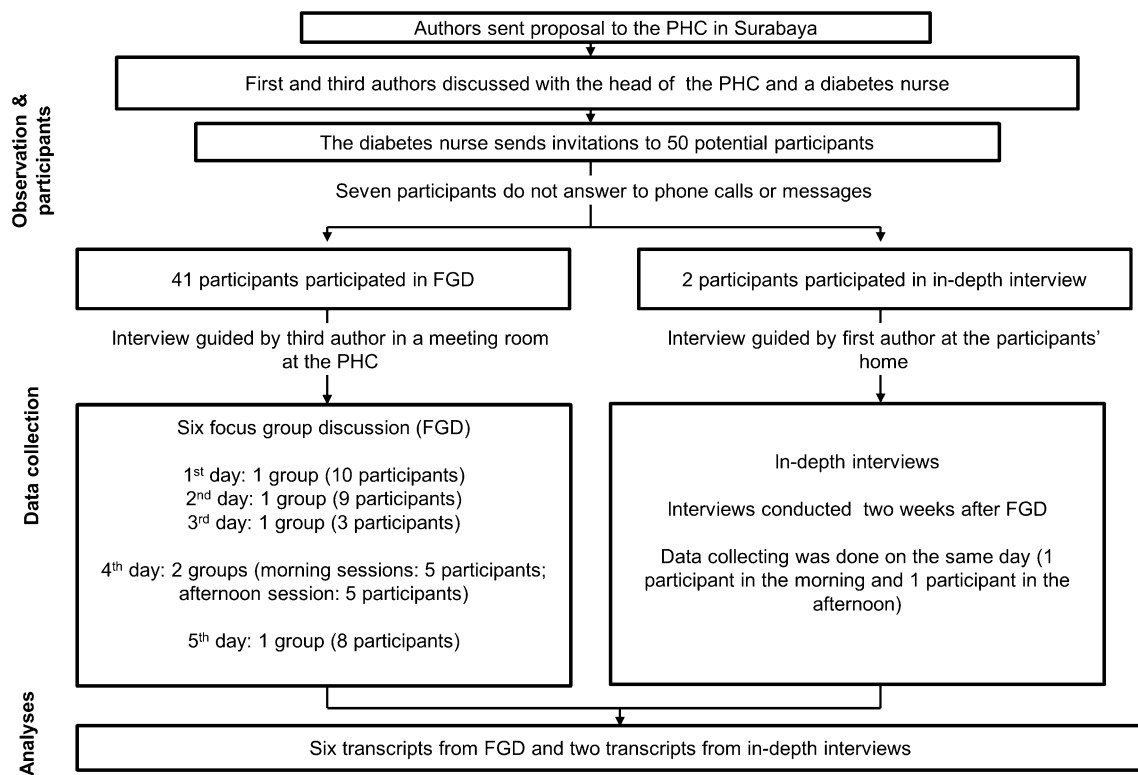 Authors sent proposal to the PHC in Surabaya
First and third authors discussed with the head of the PHC and a diabetes nurse
The diabetes nurse sends invitations to 50 potential participants
Observation &
participants
Seven participants do not answer to phone calls or messages
41 participants participated in FGD
2 participants participated in in-depth interview
Interview guided by third author in a meeting room
at the PHC
Interview guided by first author at the participants'
home
Data collection
Six focus group discussion (FGD)
1st day: 1 group (10 participants)
2nd day: 1 group (9 participants)
3rd day: 1 group (3 participants)
4th day: 2 groups (morning sessions: 5 participants;
afternoon session: 5 participants)
5th day: 1 group (8 participants)
In-depth interviews
Interviews conducted two weeks after FGD
Data collecting was done on the same day (1
participant in the morning and 1 participant in the
afternoon)
Analyses
Six transcripts from FGD and two transcripts from in-depth interviews